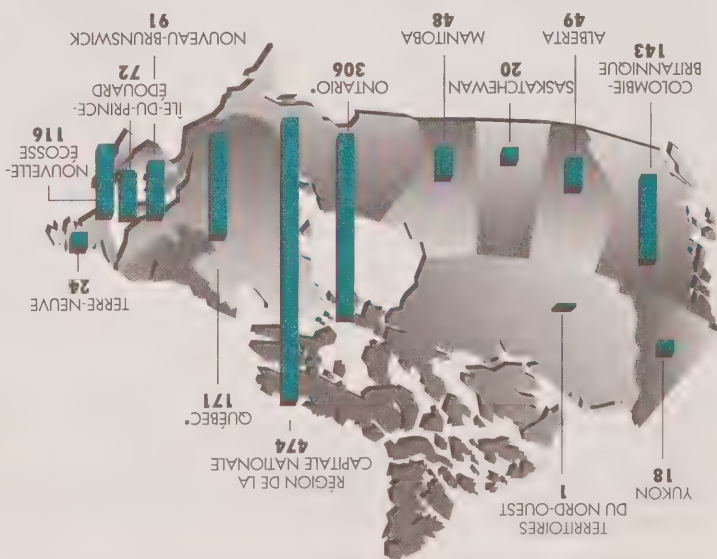 TERRITOIRES
DU NORD-OUEST
1
YUKON
18
RÉGION DE LA
CAPITALE NATIONALE
474
QUÉBEC*
171
TERRE-NEUVE
24
NOUVELLE-
ÉCOSSE
116
ÎLE-DU-PRINCE-
ÉDOUARD
72
NOUVEAU-BRUNSWICK
91
COLOMBIE-
BRITANNIQUE
143
ALBERTA
49
SASKATCHEWAN
20
MANITOBA
48
ONTARIO*
306